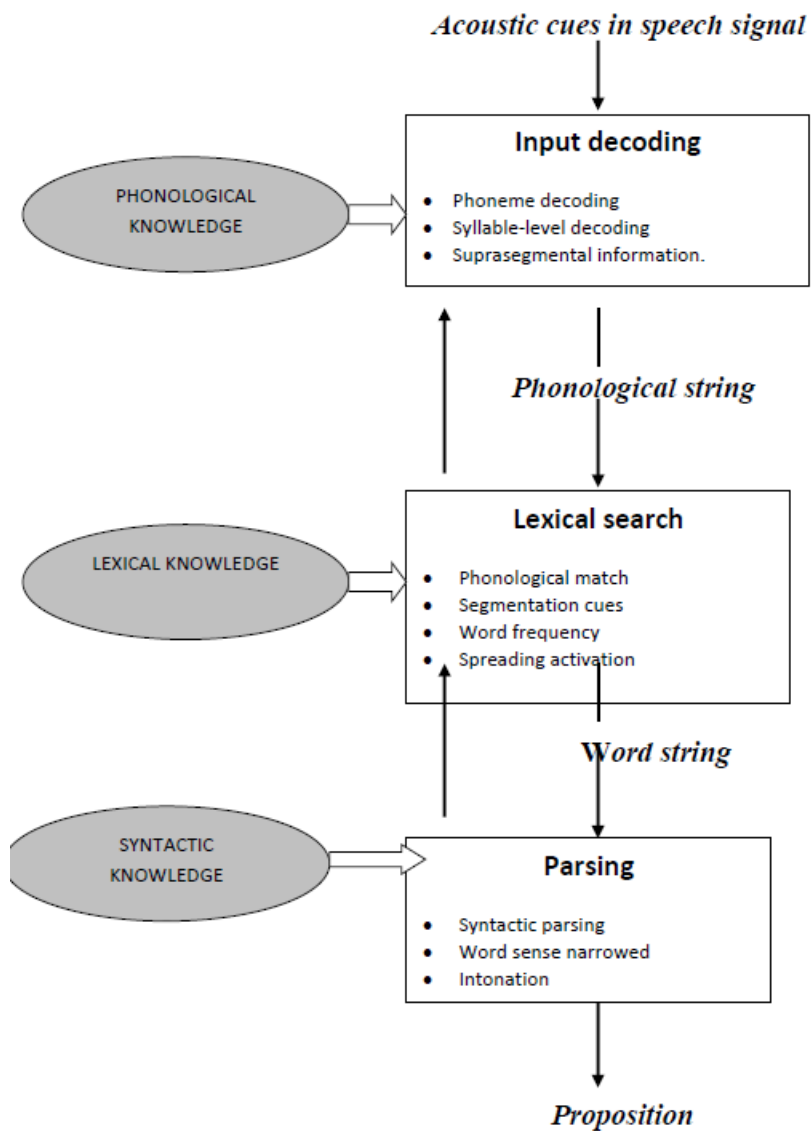 Acoustic cues in speech signal
Input decoding
PHONOLOGICAL
KNOWLEDGE
• Phoneme decoding
• Syllable-level decoding
• Suprasegmental information.
Phonological string
Lexical search
LEXICAL KNOWLEDGE
• Phonological match
• Segmentation cues
• Word frequency
• Spreading activation
Word string
SYNTACTIC
KNOWLEDGE
Parsing
• Syntactic parsing
• Word sense narrowed
• Intonation
Proposition